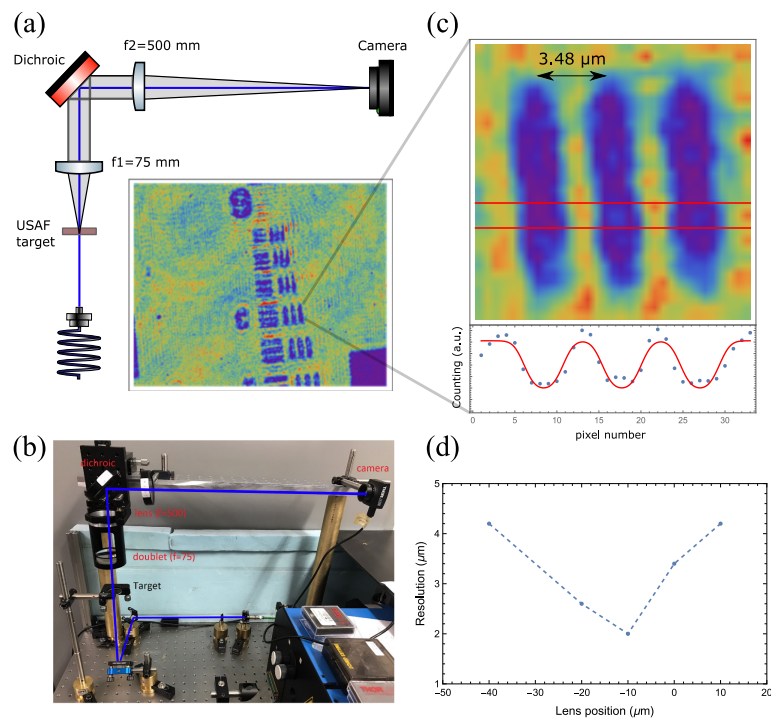 (a)
f2=500 mm
Dichroic
Camera
f1=75 mm
USAF
target
(c)
3.48 µm
Counting (a.u.)
0
5
10
15
20
25
30
pixel number
(b)
dichroic
camera
doublet (f=75)
Target
(d)
5
4
3
2
1
Resolution (µm)
−50
−40
−30
−20
−10
0
10
20
Lens position (µm)